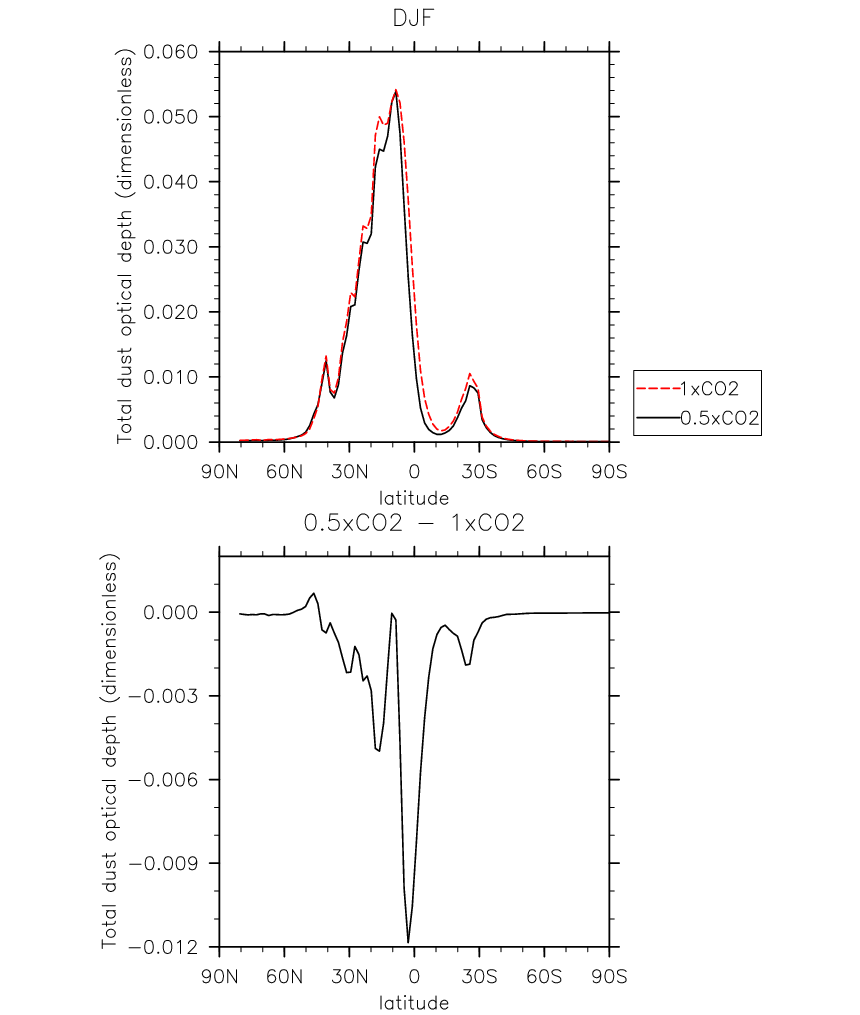 DJF
Total dust optical depth (dimensionless)
0.060
0.050
0.040
0.030
0.020
0.010
0.000
90N 60N 30N 0 30S 60S 90S
latitude
1xCO2
0.5xCO2
0.5xCO2 − 1xCO2
Total dust optical depth (dimensionless)
0.000
−0.003
−0.006
−0.009
−0.012
90N 60N 30N 0 30S 60S 90S
latitude